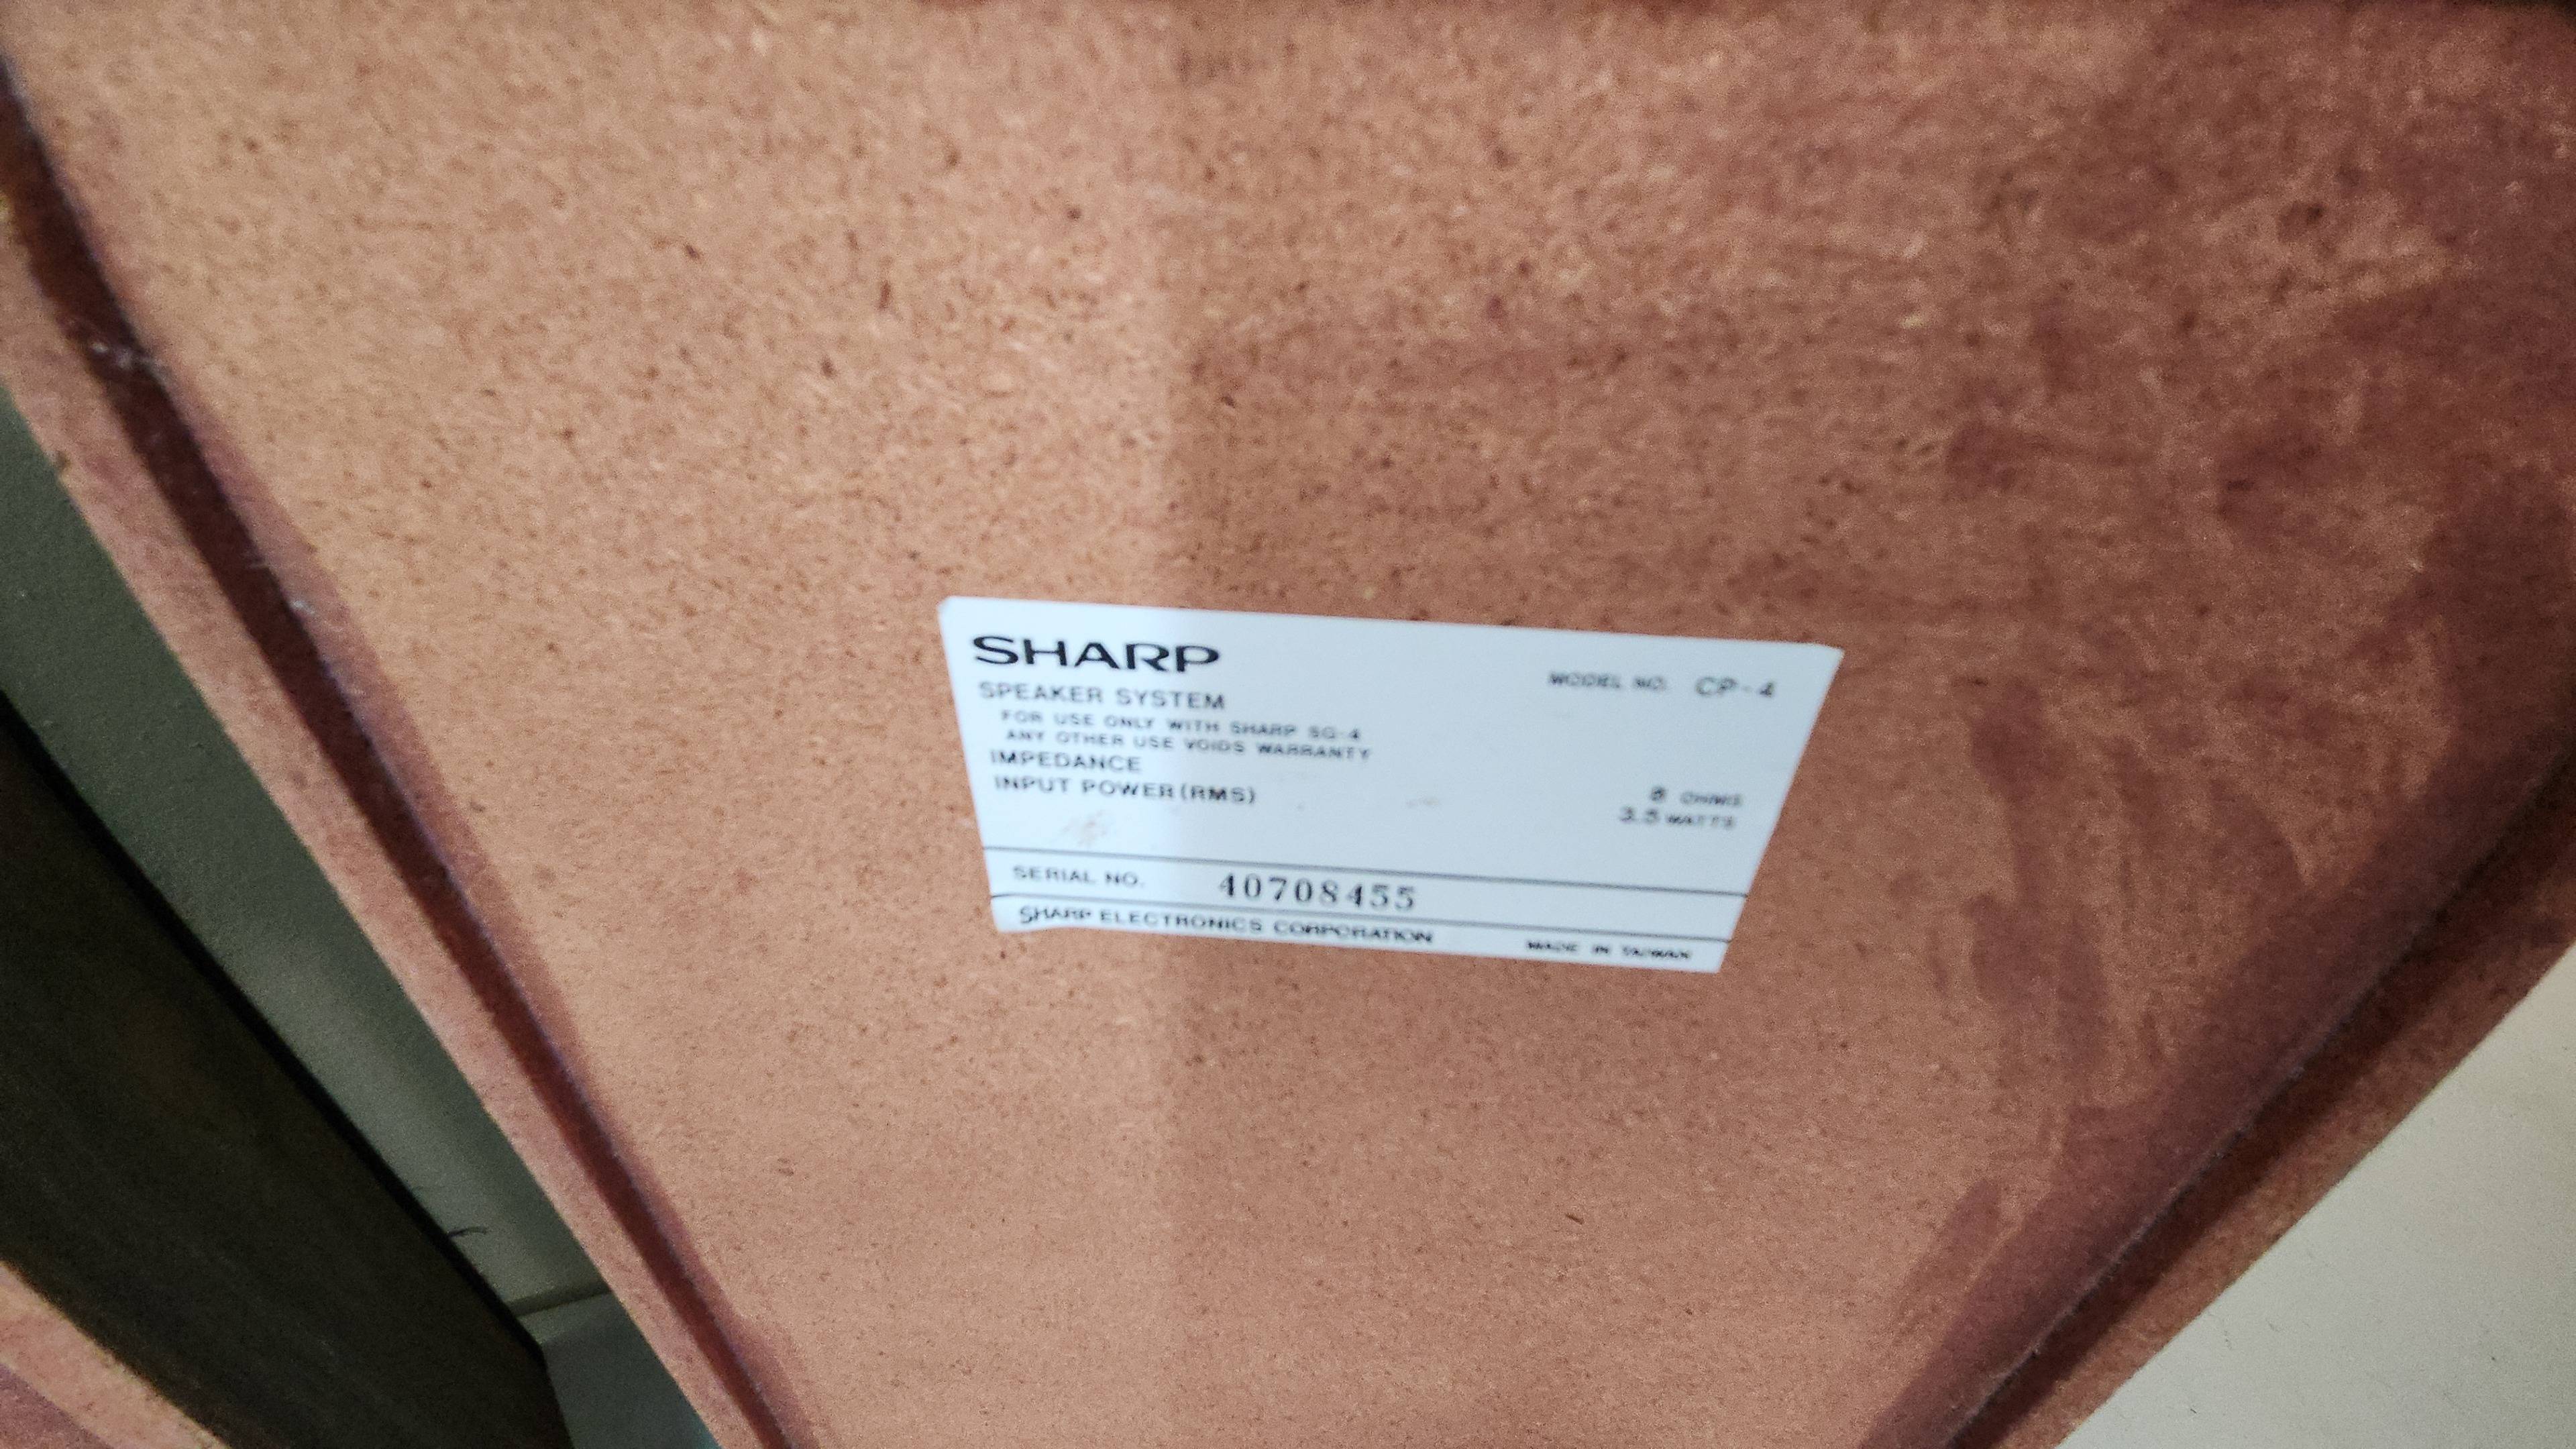 SHARP
MODEL NO. CP-4
SPEAKER SYSTEM
FOR USE ONLY WITH SHARP SG-4
ANY OTHER USE VOIDS WARRANTY
IMPEDANCE 8 OHMS
INPUT POWER (RMS) 3.5 WATTS
SERIAL NO. 40708455
SHARP ELECTRONICS CORPORATION MADE IN TAIWAN